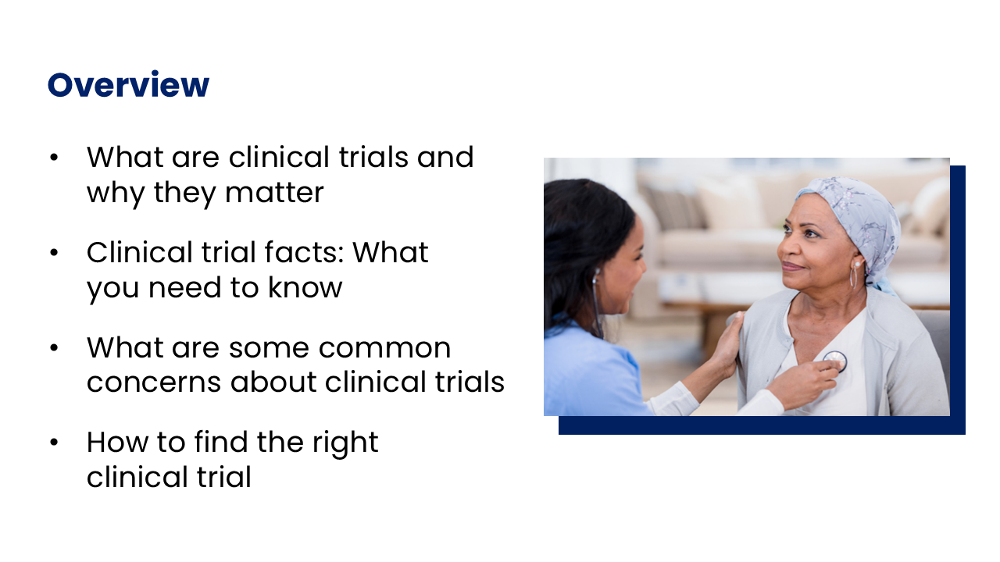 Overview
• What are clinical trials and
why they matter
• Clinical trial facts: What
you need to know
• What are some common
concerns about clinical trials
• How to find the right
clinical trial